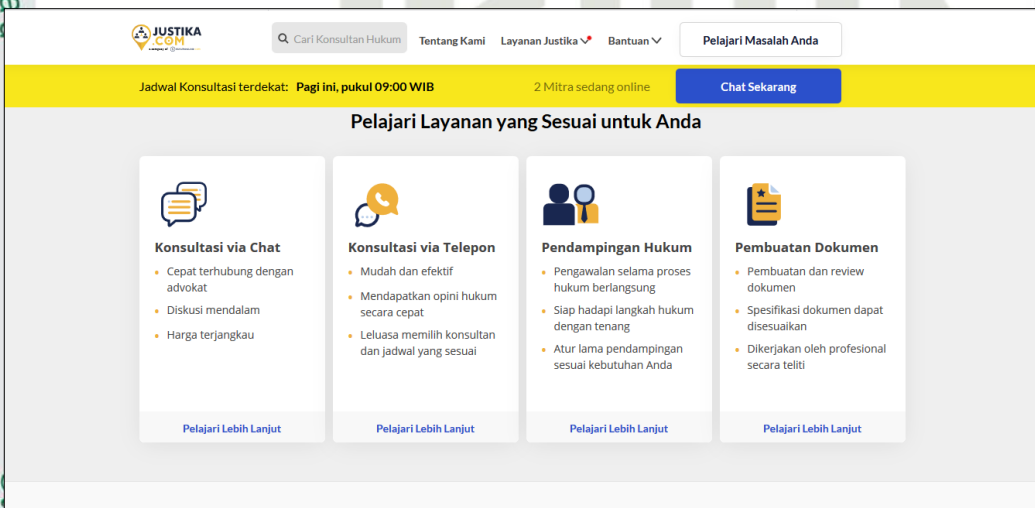 JUSTIKA
.COM
Cari Konsultan Hukum
Tentang Kami
Layanan Justika
Bantuan
Pelajari Masalah Anda
Jadwal Konsultasi terdekat: Pagi ini, pukul 09:00 WIB
2 Mitra sedang online
Chat Sekarang
Pelajari Layanan yang Sesuai untuk Anda
Konsultasi via Chat
Cepat terhubung dengan
advokat
Diskusi mendalam
Harga terjangkau
Pelajari Lebih Lanjut
Konsultasi via Telepon
Mudah dan efektif
Mendapatkan opini hukum
secara cepat
Leluasa memilih konsultan
dan jadwal yang sesuai
Pelajari Lebih Lanjut
Pendampingan Hukum
Pengawalan selama proses
hukum berlangsung
Siap hadapi langkah hukum
dengan tenang
Atur lama pendampingan
sesuai kebutuhan Anda
Pelajari Lebih Lanjut
Pembuatan Dokumen
Pembuatan dan review
dokumen
Spesifikasi dokumen dapat
disesuaikan
Dikerjakan oleh profesional
secara teliti
Pelajari Lebih Lanjut